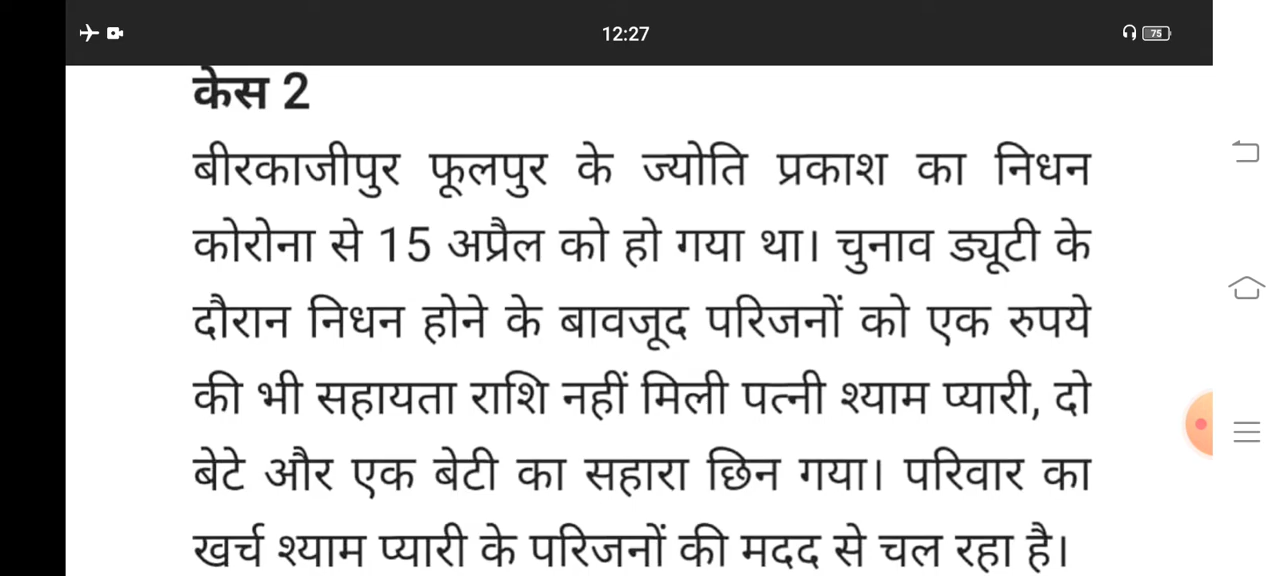 12:27
75
केस 2
बीरकाजीपुर फूलपुर के ज्योति प्रकाश का निधन
कोरोना से 15 अप्रैल को हो गया था। चुनाव ड्यूटी के
दौरान निधन होने के बावजूद परिजनों को एक रुपये
की भी सहायता राशि नहीं मिली पत्नी श्याम प्यारी, दो
बेटे और एक बेटी का सहारा छिन गया। परिवार का
खर्च श्याम प्यारी के परिजनों की मदद से चल रहा है।